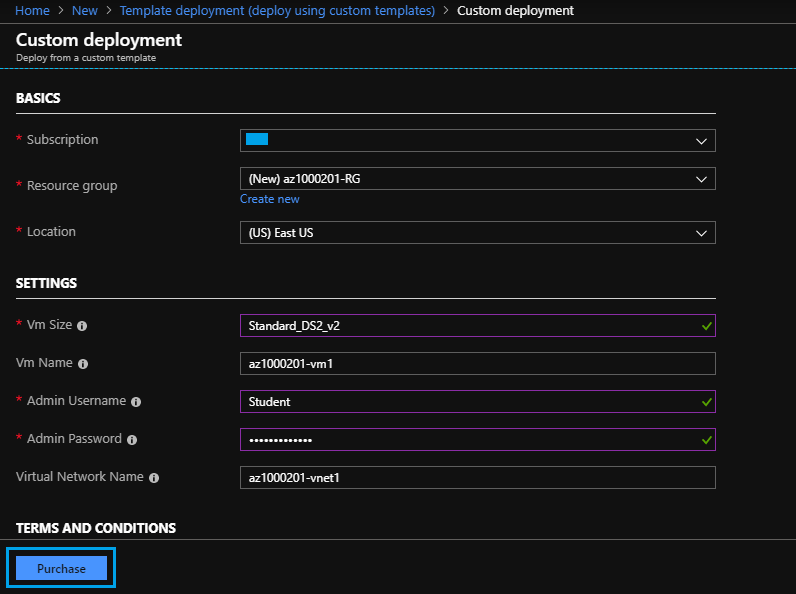 Home > New > Template deployment (deploy using custom templates) > Custom deployment
Custom deployment
Deploy from a custom template
BASICS
* Subscription
* Resource group (New) az1000201-RG
Create new
* Location (US) East US
SETTINGS
* Vm Size Standard_DS2_v2
Vm Name az1000201-vm1
* Admin Username Student
* Admin Password •••••••••••••
Virtual Network Name az1000201-vnet1
TERMS AND CONDITIONS
Purchase